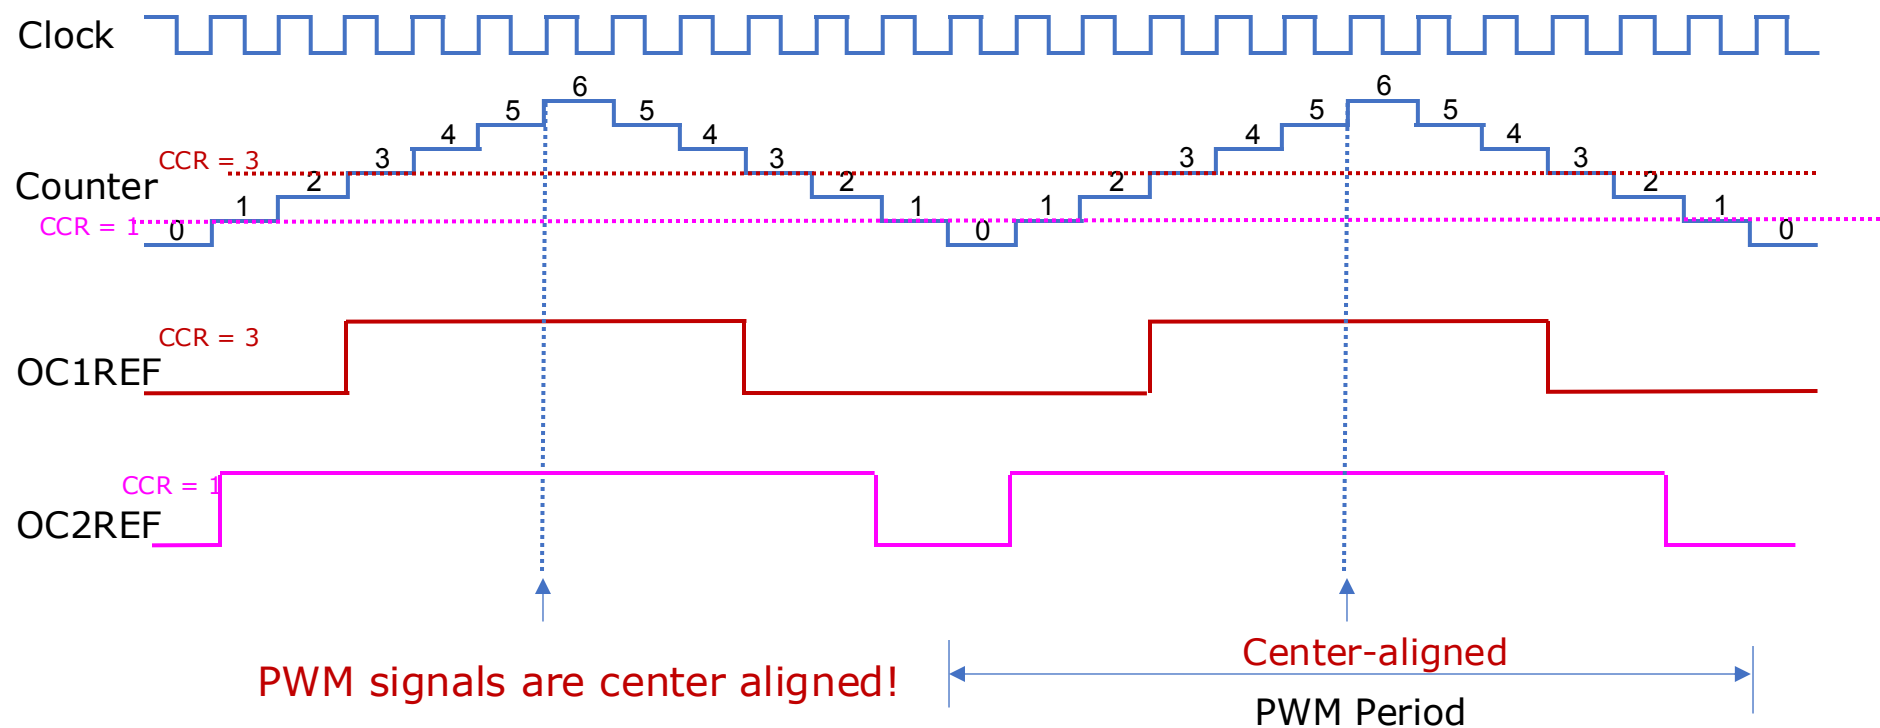 Clock
6 6
5 5 5 5
4 4 4 4
CCR = 3 3 3 3 3
Counter 2 2 2 2
1 1 1 1
CCR = 1 0 0 0
CCR = 3
OC1REF
CCR = 1
OC2REF
PWM signals are center aligned!
Center-aligned
PWM Period